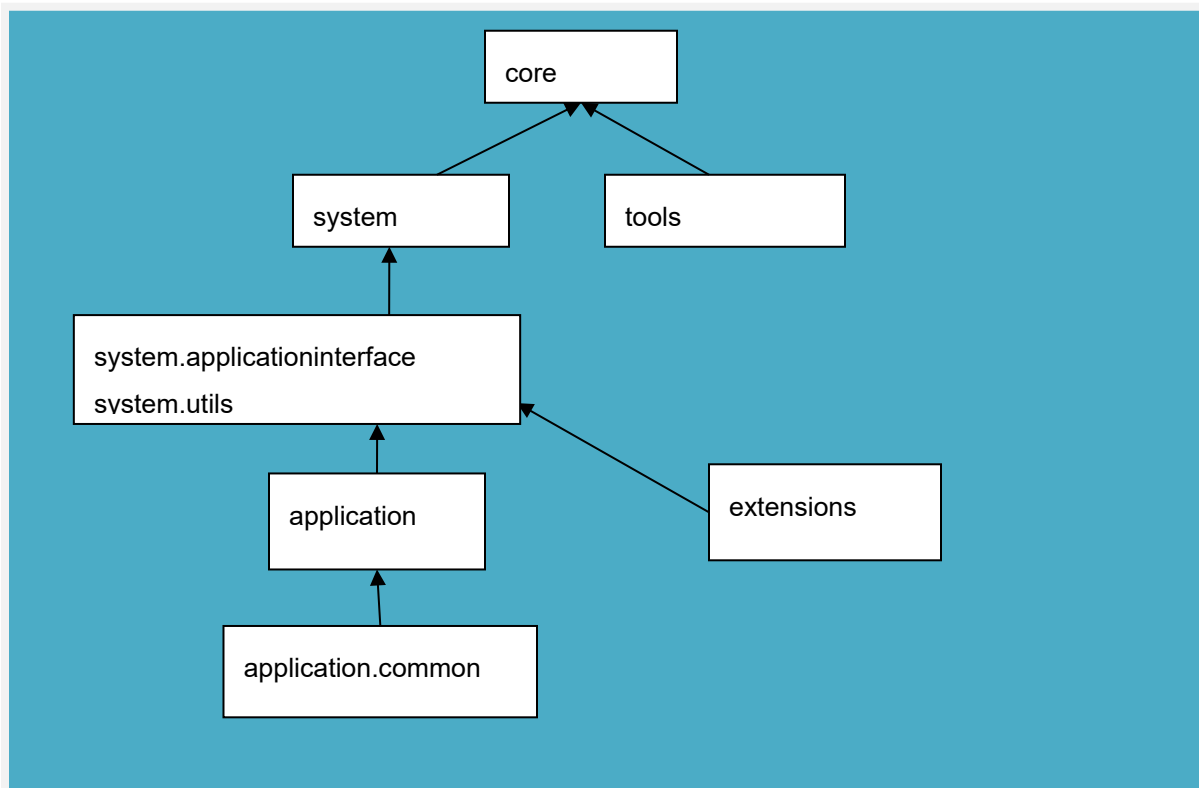 core
system
tools
system.applicationinterface
system.utils
extensions
application
application.common